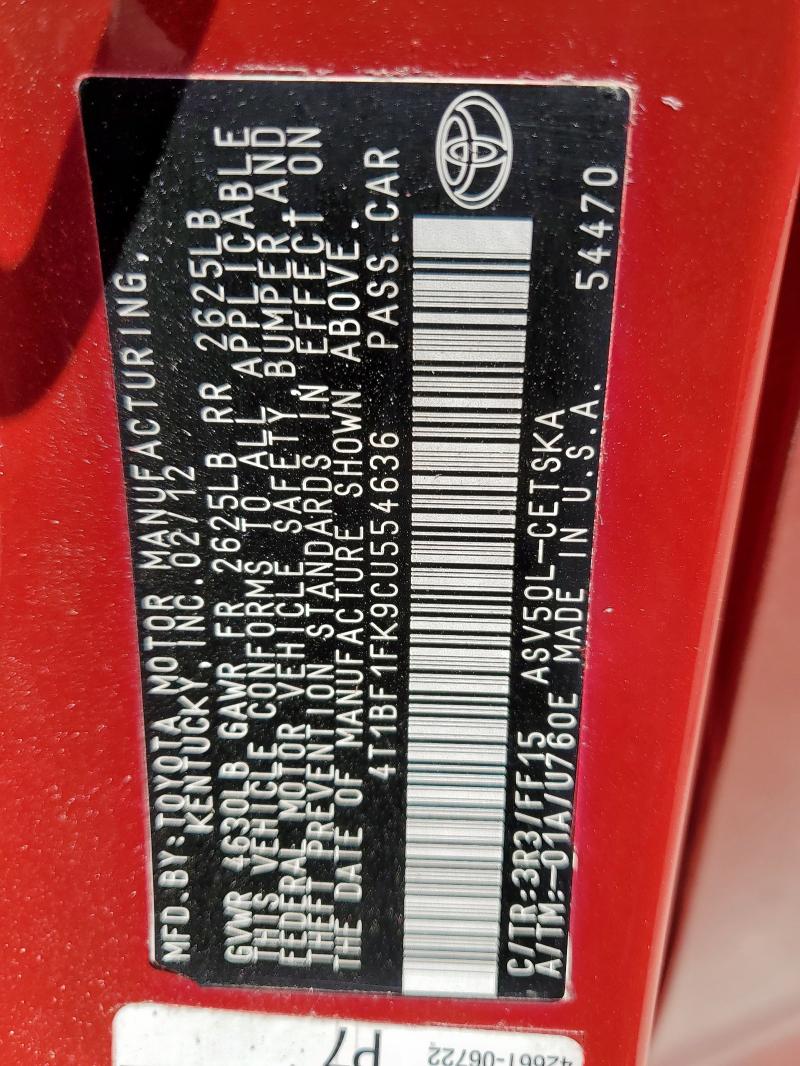 MFD.BY:TOYOTA MOTOR MANUFACTURING,
KENTUCKY, INC.02/12
GVWR 4630LB GAWR FR 2625LB RR 2625LB
THIS VEHICLE CONFORMS TO ALL APPLICABLE
FEDERAL MOTOR VEHICLE SAFETY, BUMPER AND
THEFT PREVENTION STANDARDS IN EFFECT ON
THE DATE OF MANUFACTURE SHOWN ABOVE.
4T1BF1FK9CU554636 PASS.CAR
C/TR:3R3/FF15 ASV50L-CETSKA 54470
A/TM:-01A/U760E MADE IN U.S.A.
P7
42661-06722